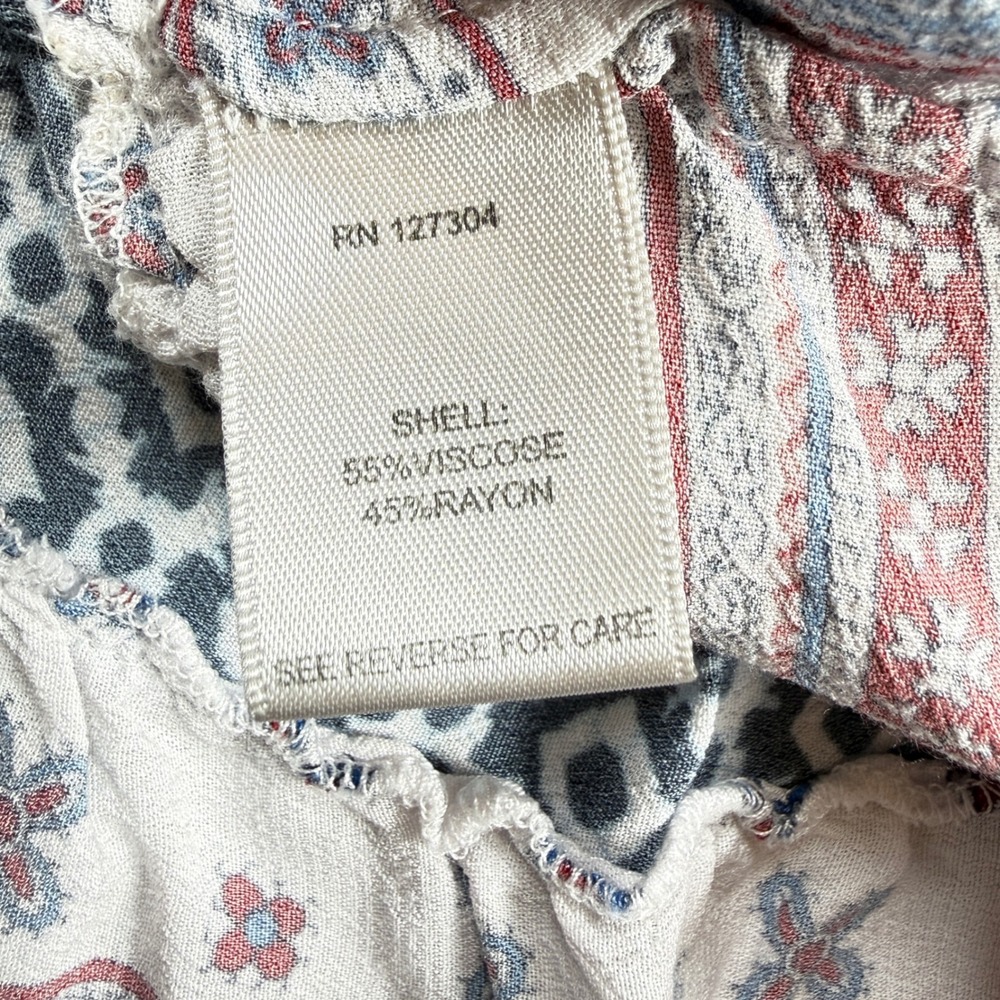 RN 127304
SHELL:
55%VISCOSE
45%RAYON
SEE REVERSE FOR CARE